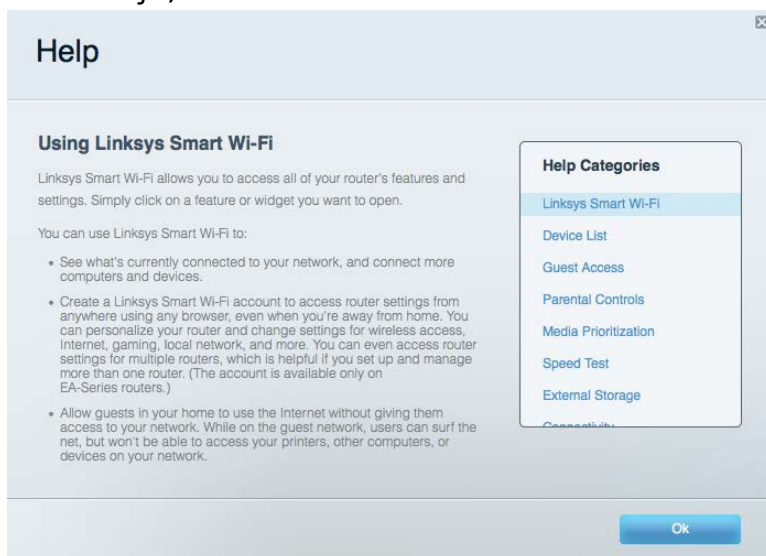 Help
Using Linksys Smart Wi-Fi
Linksys Smart Wi-Fi allows you to access all of your router's features and
settings. Simply click on a feature or widget you want to open.
You can use Linksys Smart Wi-Fi to:
• See what's currently connected to your network, and connect more
computers and devices.
• Create a Linksys Smart Wi-Fi account to access router settings from
anywhere using any browser, even when you're away from home. You
can personalize your router and change settings for wireless access,
Internet, gaming, local network, and more. You can even access router
settings for multiple routers, which is helpful if you set up and manage
more than one router. (The account is available only on
EA-Series routers.)
• Allow guests in your home to use the Internet without giving them
access to your network. While on the guest network, users can surf the
net, but won't be able to access your printers, other computers, or
devices on your network.
Help Categories
Linksys Smart Wi-Fi
Device List
Guest Access
Parental Controls
Media Prioritization
Speed Test
External Storage
Connectivity
Ok